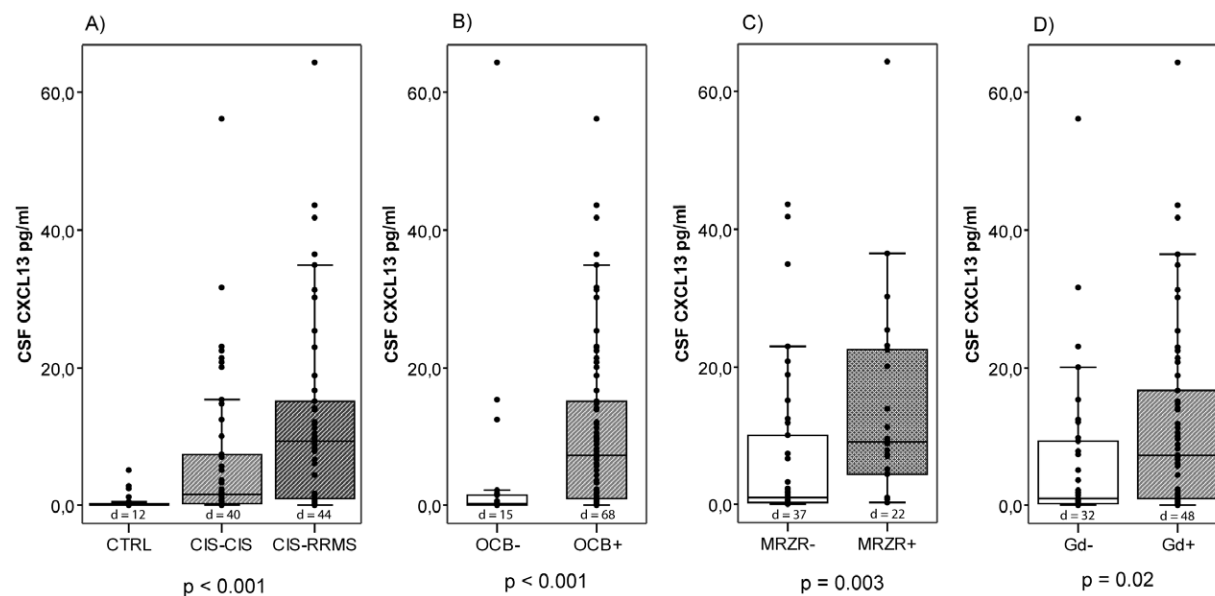 A)
CSF CXCL13 pg/ml
60,0
40,0
20,0
0,0
d = 12
d = 40
d = 44
CTRL
CIS-CIS
CIS-RRMS
p < 0.001
B)
CSF CXCL13 pg/ml
60,0
40,0
20,0
0,0
d = 15
d = 68
OCB-
OCB+
p < 0.001
C)
CSF CXCL13 pg/ml
60,0
40,0
20,0
0,0
d = 37
d = 22
MRZR-
MRZR+
p = 0.003
D)
CSF CXCL13 pg/ml
60,0
40,0
20,0
0,0
d = 32
d = 48
Gd-
Gd+
p = 0.02